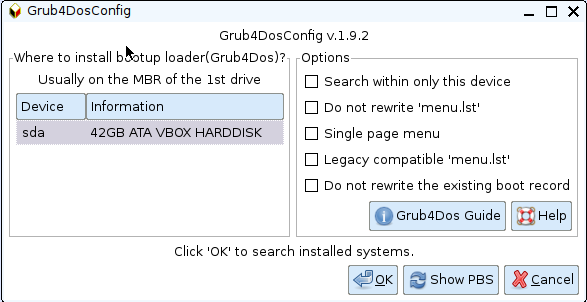 Grub4DosConfig
Grub4DosConfig v.1.9.2
Where to install bootup loader(Grub4Dos)?
Usually on the MBR of the 1st drive
Device Information
sda 42GB ATA VBOX HARDDISK
Options
Search within only this device
Do not rewrite 'menu.lst'
Single page menu
Legacy compatible 'menu.lst'
Do not rewrite the existing boot record
Grub4Dos Guide Help
Click 'OK' to search installed systems.
OK Show PBS Cancel